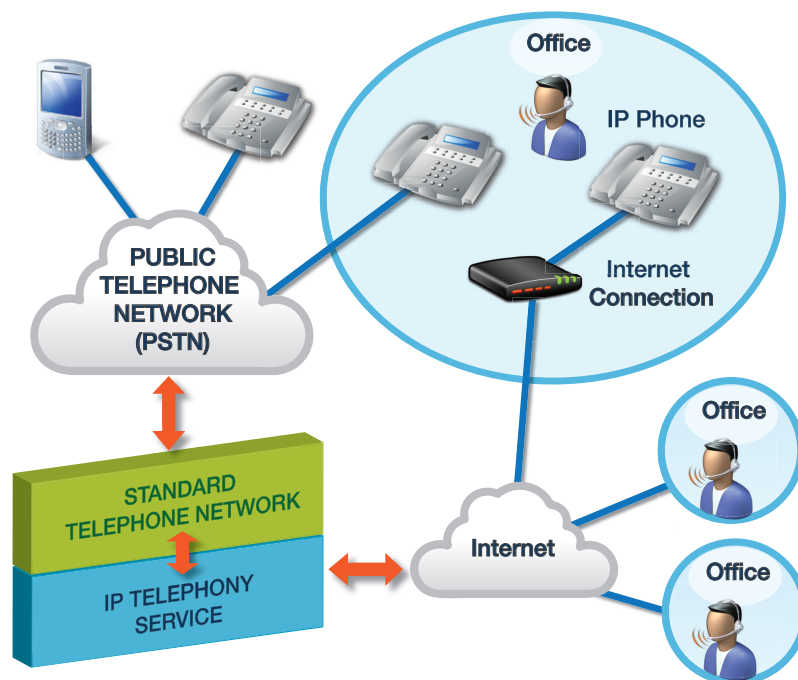 Office
IP Phone
PUBLIC
TELEPHONE
NETWORK
(PSTN)
Internet
Connection
Office
STANDARD
TELEPHONE NETWORK
Internet
IP TELEPHONY
SERVICE
Office